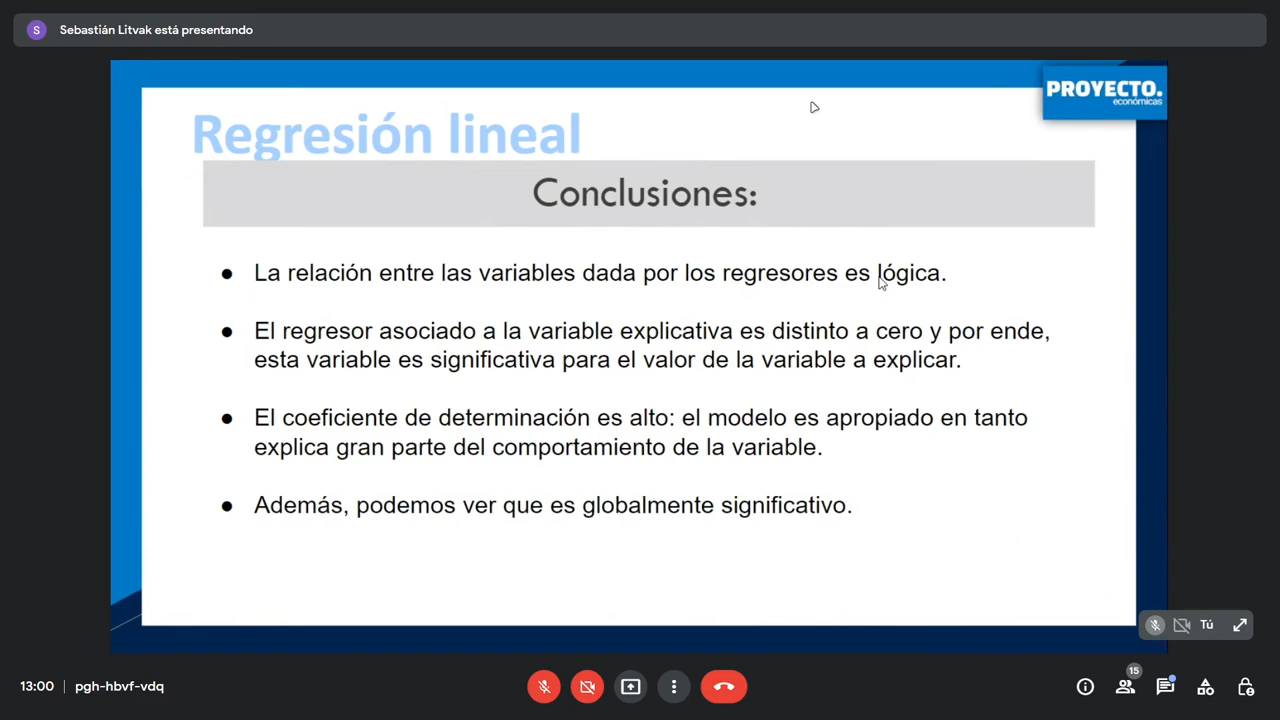 S Sebastián Litvak está presentando
PROYECTO.
económicas
Regresión lineal
Conclusiones:
● La relación entre las variables dada por los regresores es lógica.
● El regresor asociado a la variable explicativa es distinto a cero y por ende,
esta variable es significativa para el valor de la variable a explicar.
● El coeficiente de determinación es alto: el modelo es apropiado en tanto
explica gran parte del comportamiento de la variable.
● Además, podemos ver que es globalmente significativo.
Tú
13:00 | pgh-hbvf-vdq
15